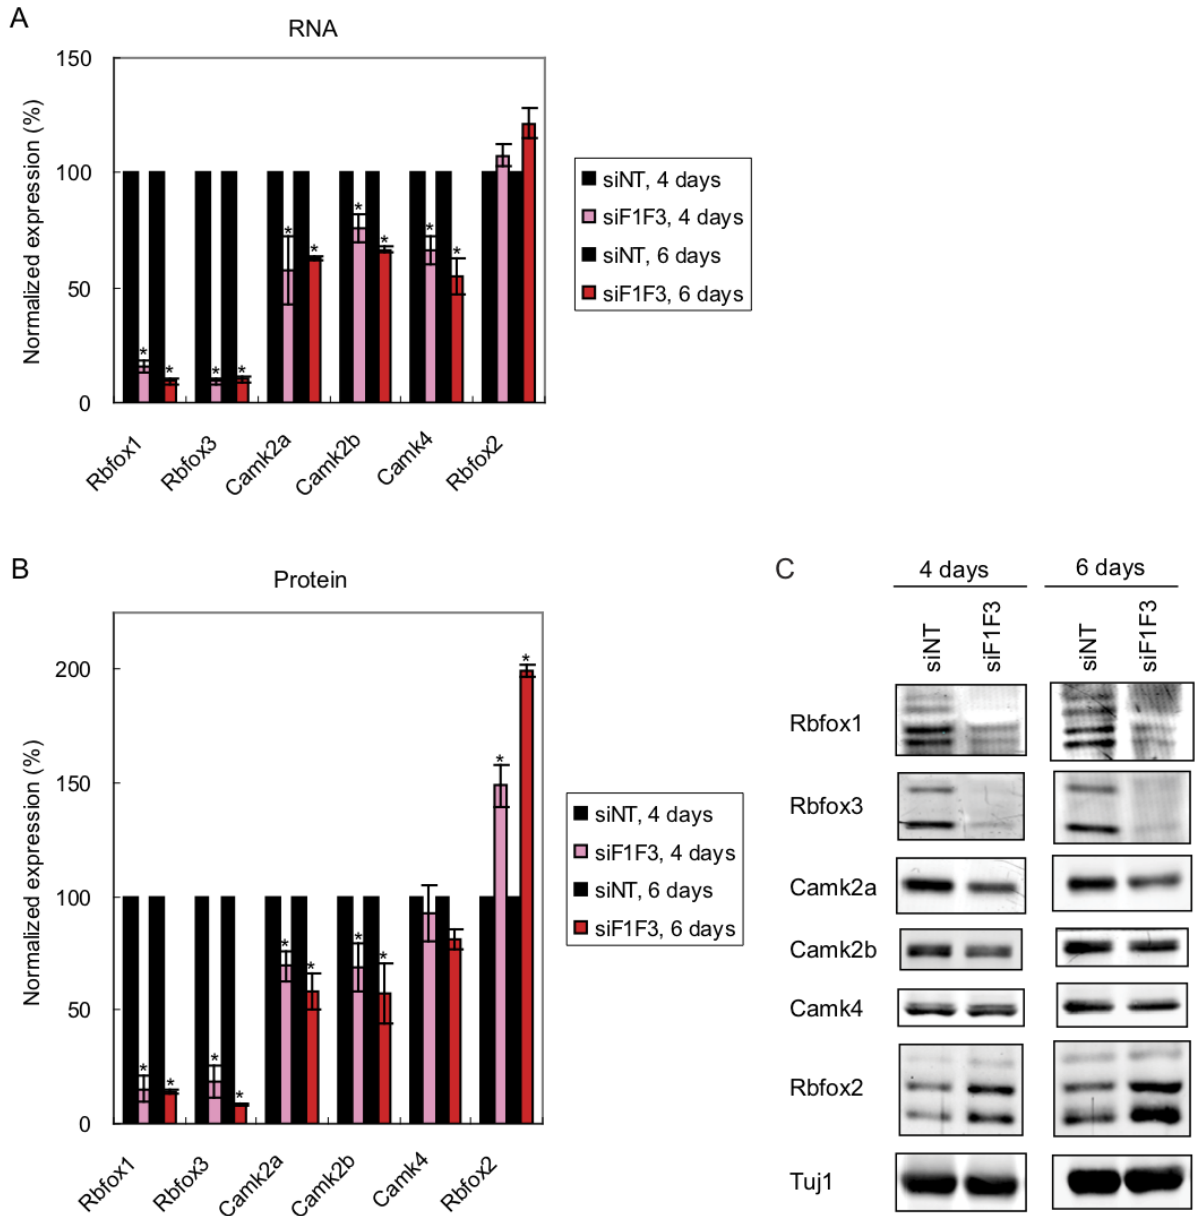 A
RNA
Normalized expression (%)
150
100
50
0
* * * * * * * * * *
Rbfox1 Rbfox3 Camk2a Camk2b Camk4 Rbfox2
siNT, 4 days
siF1F3, 4 days
siNT, 6 days
siF1F3, 6 days
B
Protein
Normalized expression (%)
200
150
100
50
0
* * * * * * * * * *
Rbfox1 Rbfox3 Camk2a Camk2b Camk4 Rbfox2
siNT, 4 days
siF1F3, 4 days
siNT, 6 days
siF1F3, 6 days
C
4 days 6 days
siNT siF1F3 siNT siF1F3
Rbfox1
Rbfox3
Camk2a
Camk2b
Camk4
Rbfox2
Tuj1